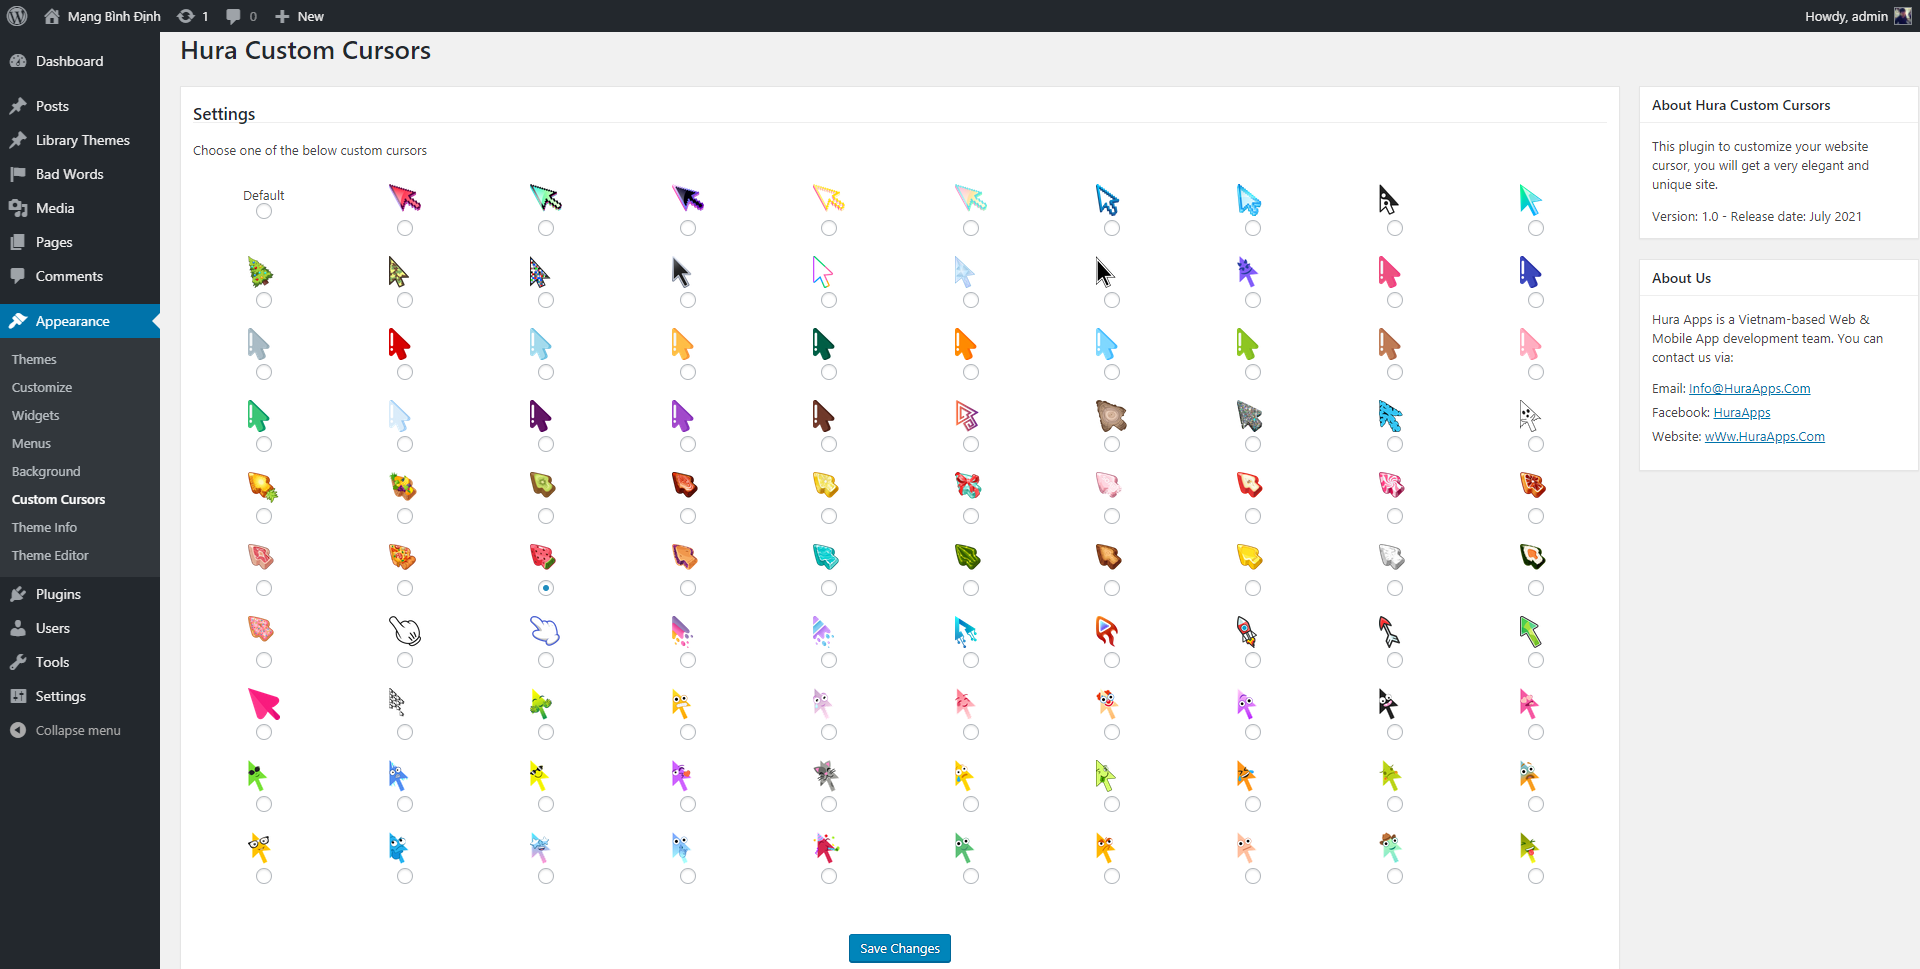 Mạng Bình Định
1
0
New
Howdy, admin
Dashboard
Posts
Library Themes
Bad Words
Media
Pages
Comments
Appearance
Themes
Customize
Widgets
Menus
Background
Custom Cursors
Theme Info
Theme Editor
Plugins
Users
Tools
Settings
Collapse menu
Hura Custom Cursors
Settings
Choose one of the below custom cursors
Default
Save Changes
About Hura Custom Cursors
This plugin to customize your website
cursor, you will get a very elegant and
unique site.
Version: 1.0 - Release date: July 2021
About Us
Hura Apps is a Vietnam-based Web &
Mobile App development team. You can
contact us via:
Email: Info@HuraApps.Com
Facebook: HuraApps
Website: wWw.HuraApps.Com